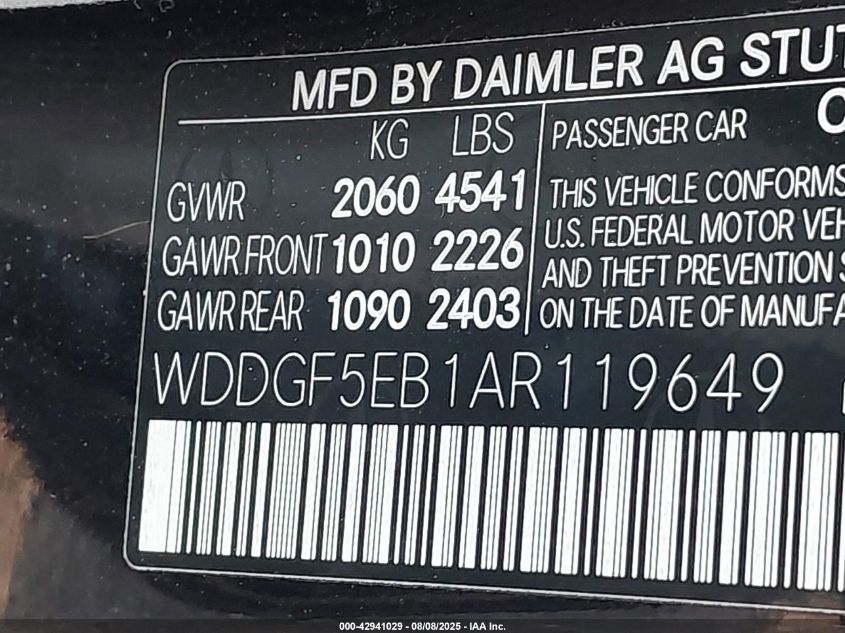 MFD BY DAIMLER AG STUT
KG LBS
GVWR 2060 4541
GAWR FRONT 1010 2226
GAWR REAR 1090 2403
PASSENGER CAR
THIS VEHICLE CONFORMS
U.S. FEDERAL MOTOR VEH
AND THEFT PREVENTION S
ON THE DATE OF MANUFA
WDDGF5EB1AR119649
000-42941029 - 08/08/2025 - IAA Inc.